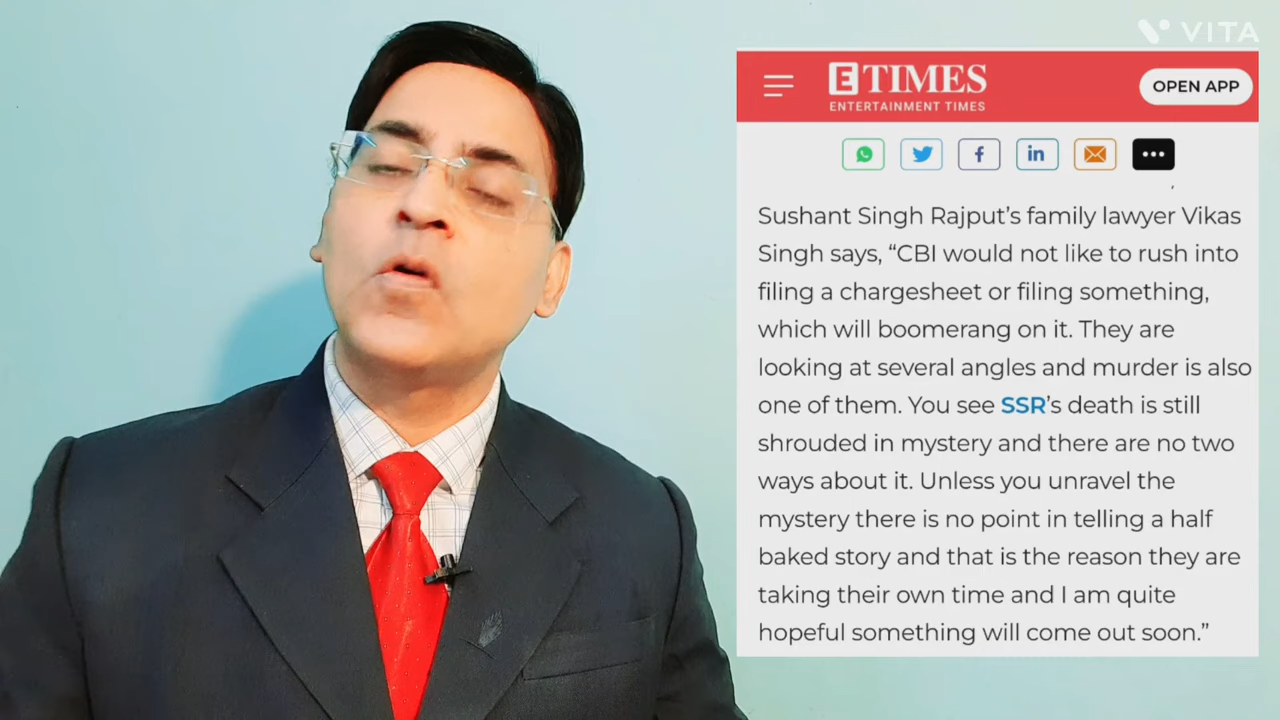 VITA
ETIMES
ENTERTAINMENT TIMES
OPEN APP
Sushant Singh Rajput’s family lawyer Vikas
Singh says, “CBI would not like to rush into
filing a chargesheet or filing something,
which will boomerang on it. They are
looking at several angles and murder is also
one of them. You see SSR’s death is still
shrouded in mystery and there are no two
ways about it. Unless you unravel the
mystery there is no point in telling a half
baked story and that is the reason they are
taking their own time and I am quite
hopeful something will come out soon.”